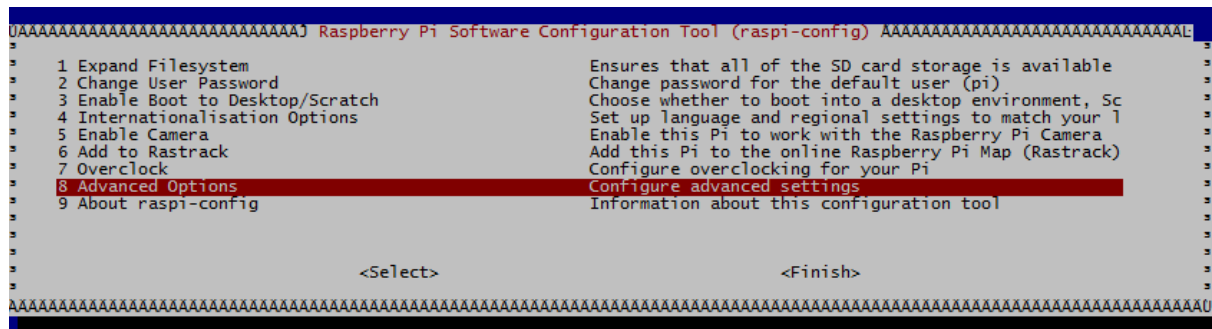 Raspberry Pi Software Configuration Tool (raspi-config)
1 Expand Filesystem Ensures that all of the SD card storage is available
2 Change User Password Change password for the default user (pi)
3 Enable Boot to Desktop/Scratch Choose whether to boot into a desktop environment, Sc
4 Internationalisation Options Set up language and regional settings to match your l
5 Enable Camera Enable this Pi to work with the Raspberry Pi Camera
6 Add to Rastrack Add this Pi to the online Raspberry Pi Map (Rastrack)
7 Overclock Configure overclocking for your Pi
8 Advanced Options Configure advanced settings
9 About raspi-config Information about this configuration tool
<Select> <Finish>